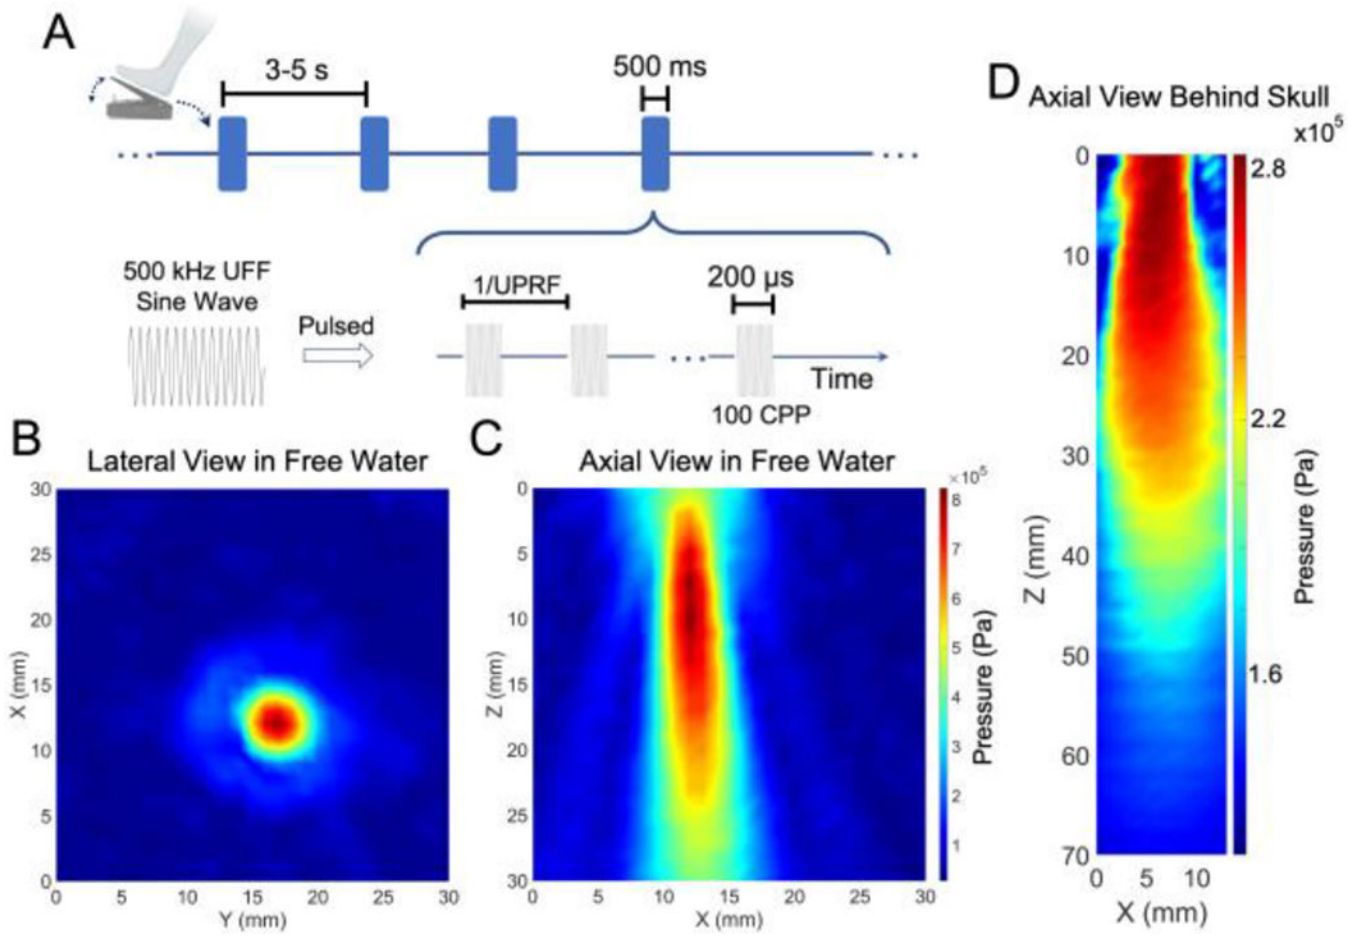 A
3-5 s
500 ms
500 kHz UFF
Sine Wave
Pulsed
1/UPRF
200 µs
Time
100 CPP
B
Lateral View in Free Water
30
25
20
15
10
5
0
X (mm)
0 5 10 15 20 25 30
Y (mm)
C
Axial View in Free Water
0
5
10
15
20
25
30
Z (mm)
0 5 10 15 20 25 30
X (mm)
×10⁵
8
7
6
5
4
3
2
1
Pressure (Pa)
D
Axial View Behind Skull
x10⁵
0
10
20
30
40
50
60
70
Z (mm)
0 5 10
X (mm)
2.8
2.2
1.6
Pressure (Pa)